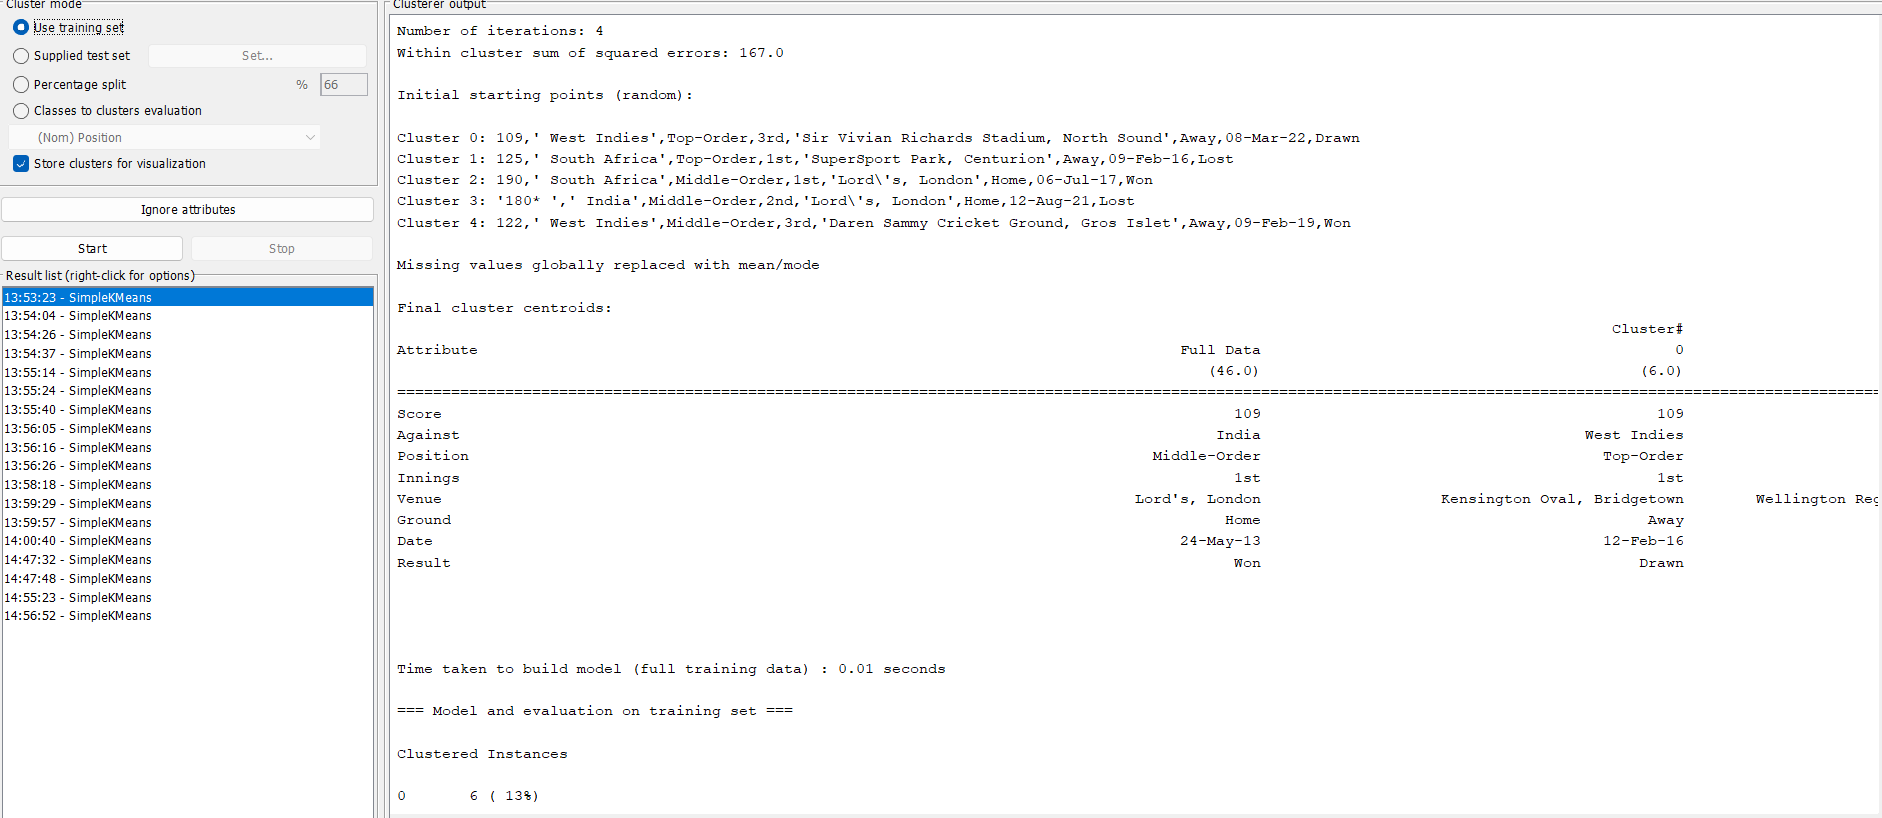 Cluster mode
Use training set
Supplied test set
Set...
Percentage split
%
66
Classes to clusters evaluation
(Nom) Position
Store clusters for visualization
Ignore attributes
Start
Stop
Result list (right-click for options)
13:53:23 - SimpleKMeans
13:54:04 - SimpleKMeans
13:54:26 - SimpleKMeans
13:54:37 - SimpleKMeans
13:55:14 - SimpleKMeans
13:55:24 - SimpleKMeans
13:55:40 - SimpleKMeans
13:56:05 - SimpleKMeans
13:56:16 - SimpleKMeans
13:56:26 - SimpleKMeans
13:58:18 - SimpleKMeans
13:59:29 - SimpleKMeans
13:59:57 - SimpleKMeans
14:00:40 - SimpleKMeans
14:47:32 - SimpleKMeans
14:47:48 - SimpleKMeans
14:55:23 - SimpleKMeans
14:56:52 - SimpleKMeans
Clusterer output
Number of iterations: 4
Within cluster sum of squared errors: 167.0
Initial starting points (random):
Cluster 0: 109,' West Indies',Top-Order,3rd,'Sir Vivian Richards Stadium, North Sound',Away,08-Mar-22,Drawn
Cluster 1: 125,' South Africa',Top-Order,1st,'SuperSport Park, Centurion',Away,09-Feb-16,Lost
Cluster 2: 190,' South Africa',Middle-Order,1st,'Lord\'s, London',Home,06-Jul-17,Won
Cluster 3: '180* ',' India',Middle-Order,2nd,'Lord\'s, London',Home,12-Aug-21,Lost
Cluster 4: 122,' West Indies',Middle-Order,3rd,'Daren Sammy Cricket Ground, Gros Islet',Away,09-Feb-19,Won
Missing values globally replaced with mean/mode
Final cluster centroids:
Cluster#
Attribute Full Data 0
(46.0) (6.0)
Score 109 109
Against India West Indies
Position Middle-Order Top-Order
Innings 1st 1st
Venue Lord's, London Kensington Oval, Bridgetown Wellington Reg
Ground Home Away
Date 24-May-13 12-Feb-16
Result Won Drawn
Time taken to build model (full training data) : 0.01 seconds
=== Model and evaluation on training set ===
Clustered Instances
0 6 ( 13%)